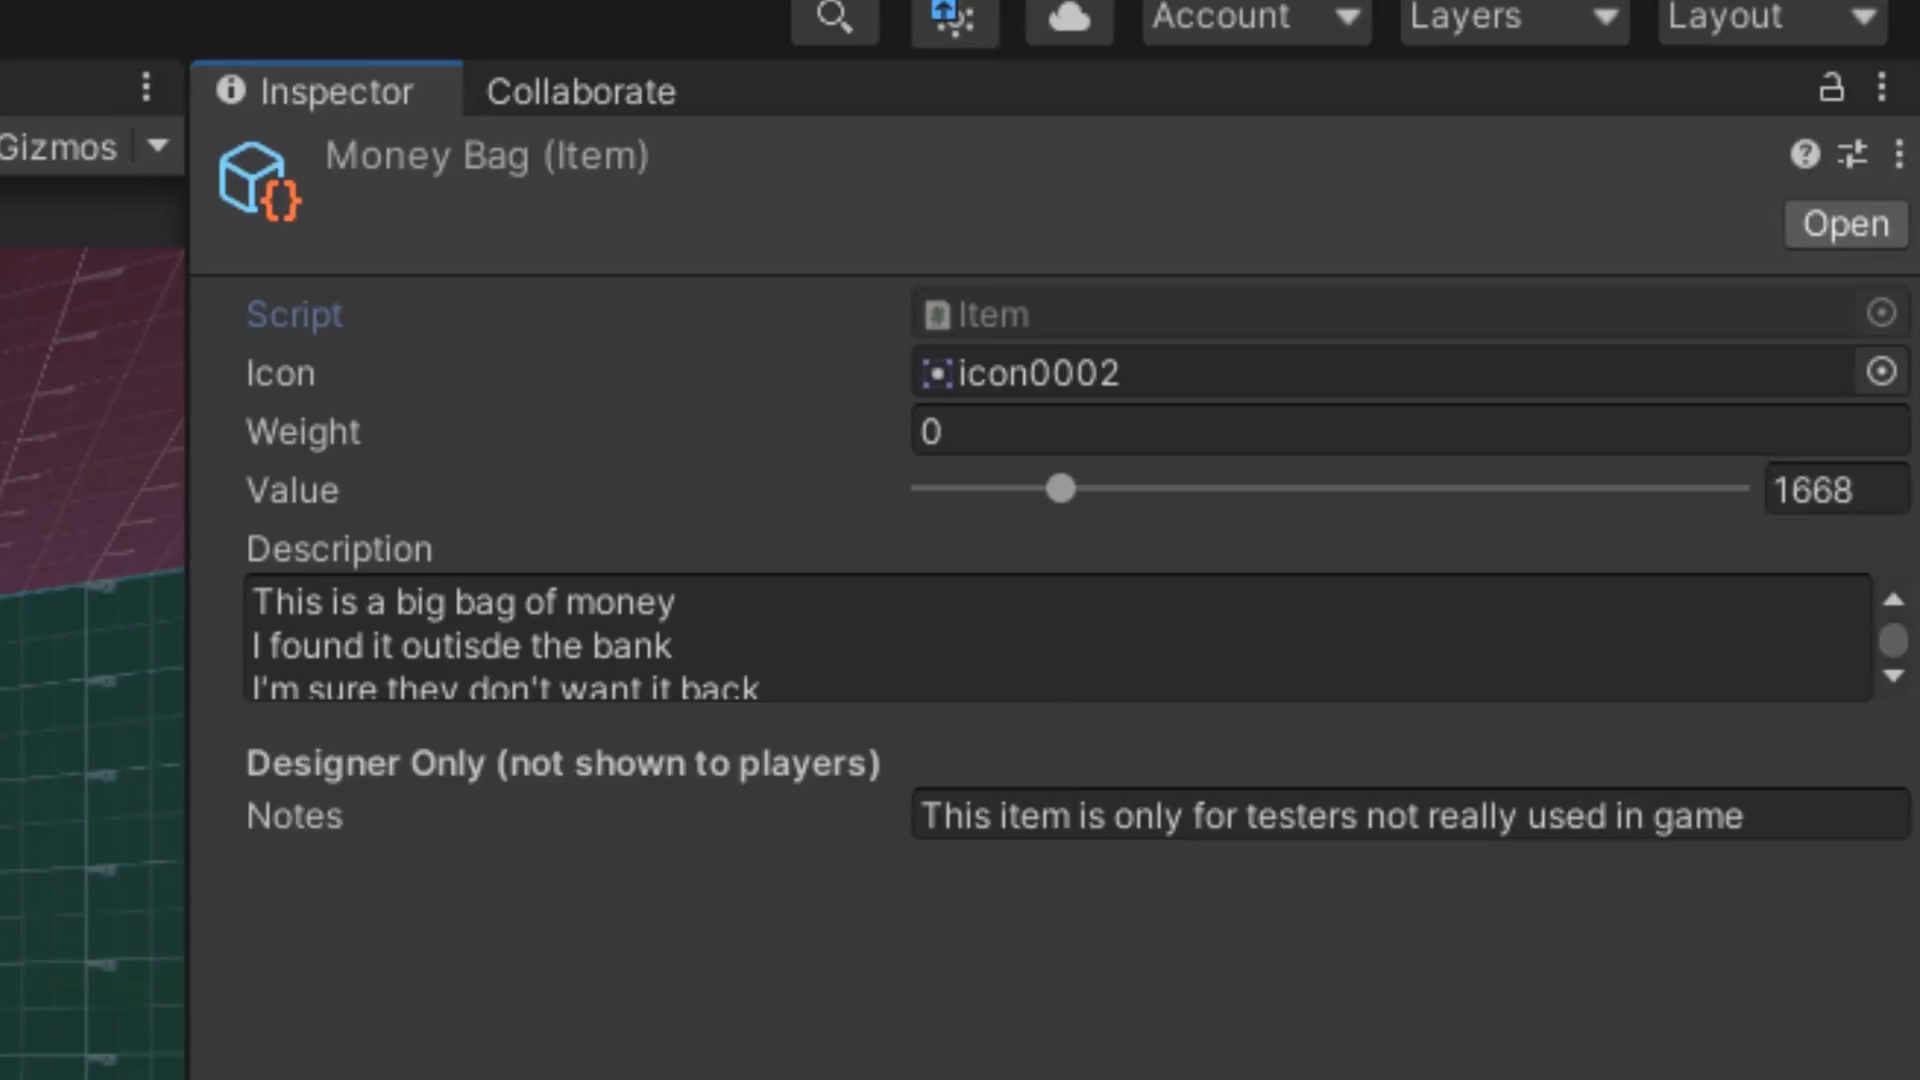 Account
Layers
Layout
Inspector
Collaborate
Gizmos
Money Bag (Item)
Open
Script
Item
Icon
icon0002
Weight
0
Value
1668
Description
This is a big bag of money
I found it outisde the bank
I'm sure they don't want it back
Designer Only (not shown to players)
Notes
This item is only for testers not really used in game